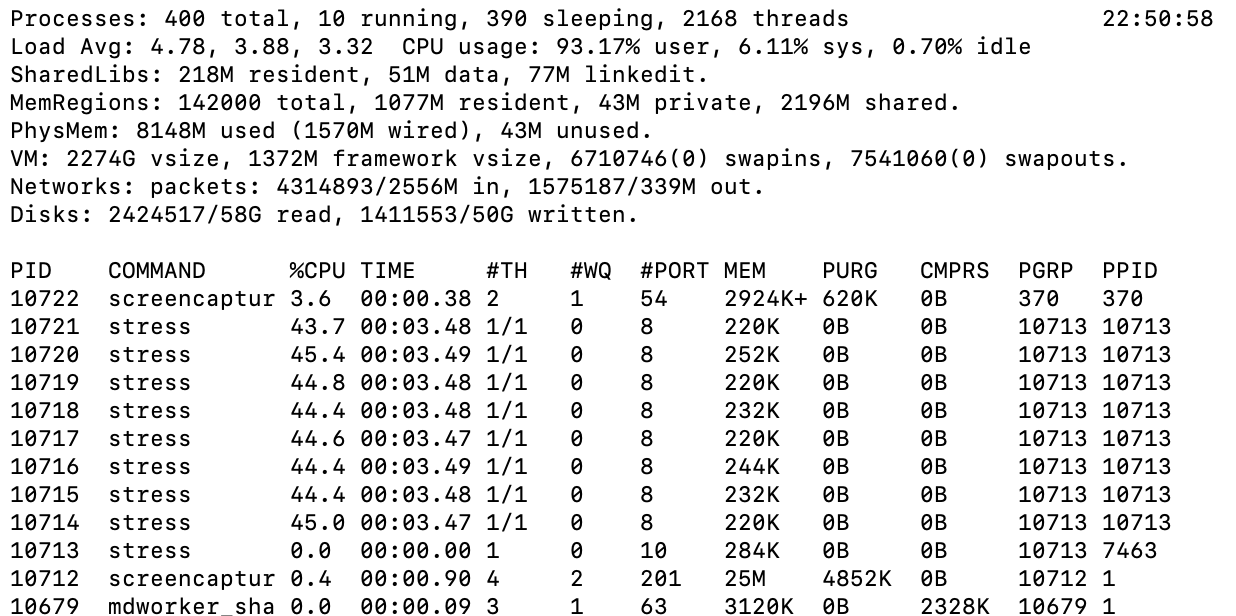 Processes: 400 total, 10 running, 390 sleeping, 2168 threads 22:50:58
Load Avg: 4.78, 3.88, 3.32 CPU usage: 93.17% user, 6.11% sys, 0.70% idle
SharedLibs: 218M resident, 51M data, 77M linkedit.
MemRegions: 142000 total, 1077M resident, 43M private, 2196M shared.
PhysMem: 8148M used (1570M wired), 43M unused.
VM: 2274G vsize, 1372M framework vsize, 6710746(0) swapins, 7541060(0) swapouts.
Networks: packets: 4314893/2556M in, 1575187/339M out.
Disks: 2424517/58G read, 1411553/50G written.
PID COMMAND %CPU TIME #TH #WQ #PORT MEM PURG CMPRS PGRP PPID
10722 screencaptur 3.6 00:00.38 2 1 54 2924K+ 620K 0B 370 370
10721 stress 43.7 00:03.48 1/1 0 8 220K 0B 0B 10713 10713
10720 stress 45.4 00:03.49 1/1 0 8 252K 0B 0B 10713 10713
10719 stress 44.8 00:03.48 1/1 0 8 220K 0B 0B 10713 10713
10718 stress 44.4 00:03.48 1/1 0 8 232K 0B 0B 10713 10713
10717 stress 44.6 00:03.47 1/1 0 8 220K 0B 0B 10713 10713
10716 stress 44.4 00:03.49 1/1 0 8 244K 0B 0B 10713 10713
10715 stress 44.4 00:03.48 1/1 0 8 232K 0B 0B 10713 10713
10714 stress 45.0 00:03.47 1/1 0 8 220K 0B 0B 10713 10713
10713 stress 0.0 00:00.00 1 0 10 284K 0B 0B 10713 7463
10712 screencaptur 0.4 00:00.90 4 2 201 25M 4852K 0B 10712 1
10679 mdworker_sha 0.0 00:00.09 3 1 63 3120K 0B 2328K 10679 1